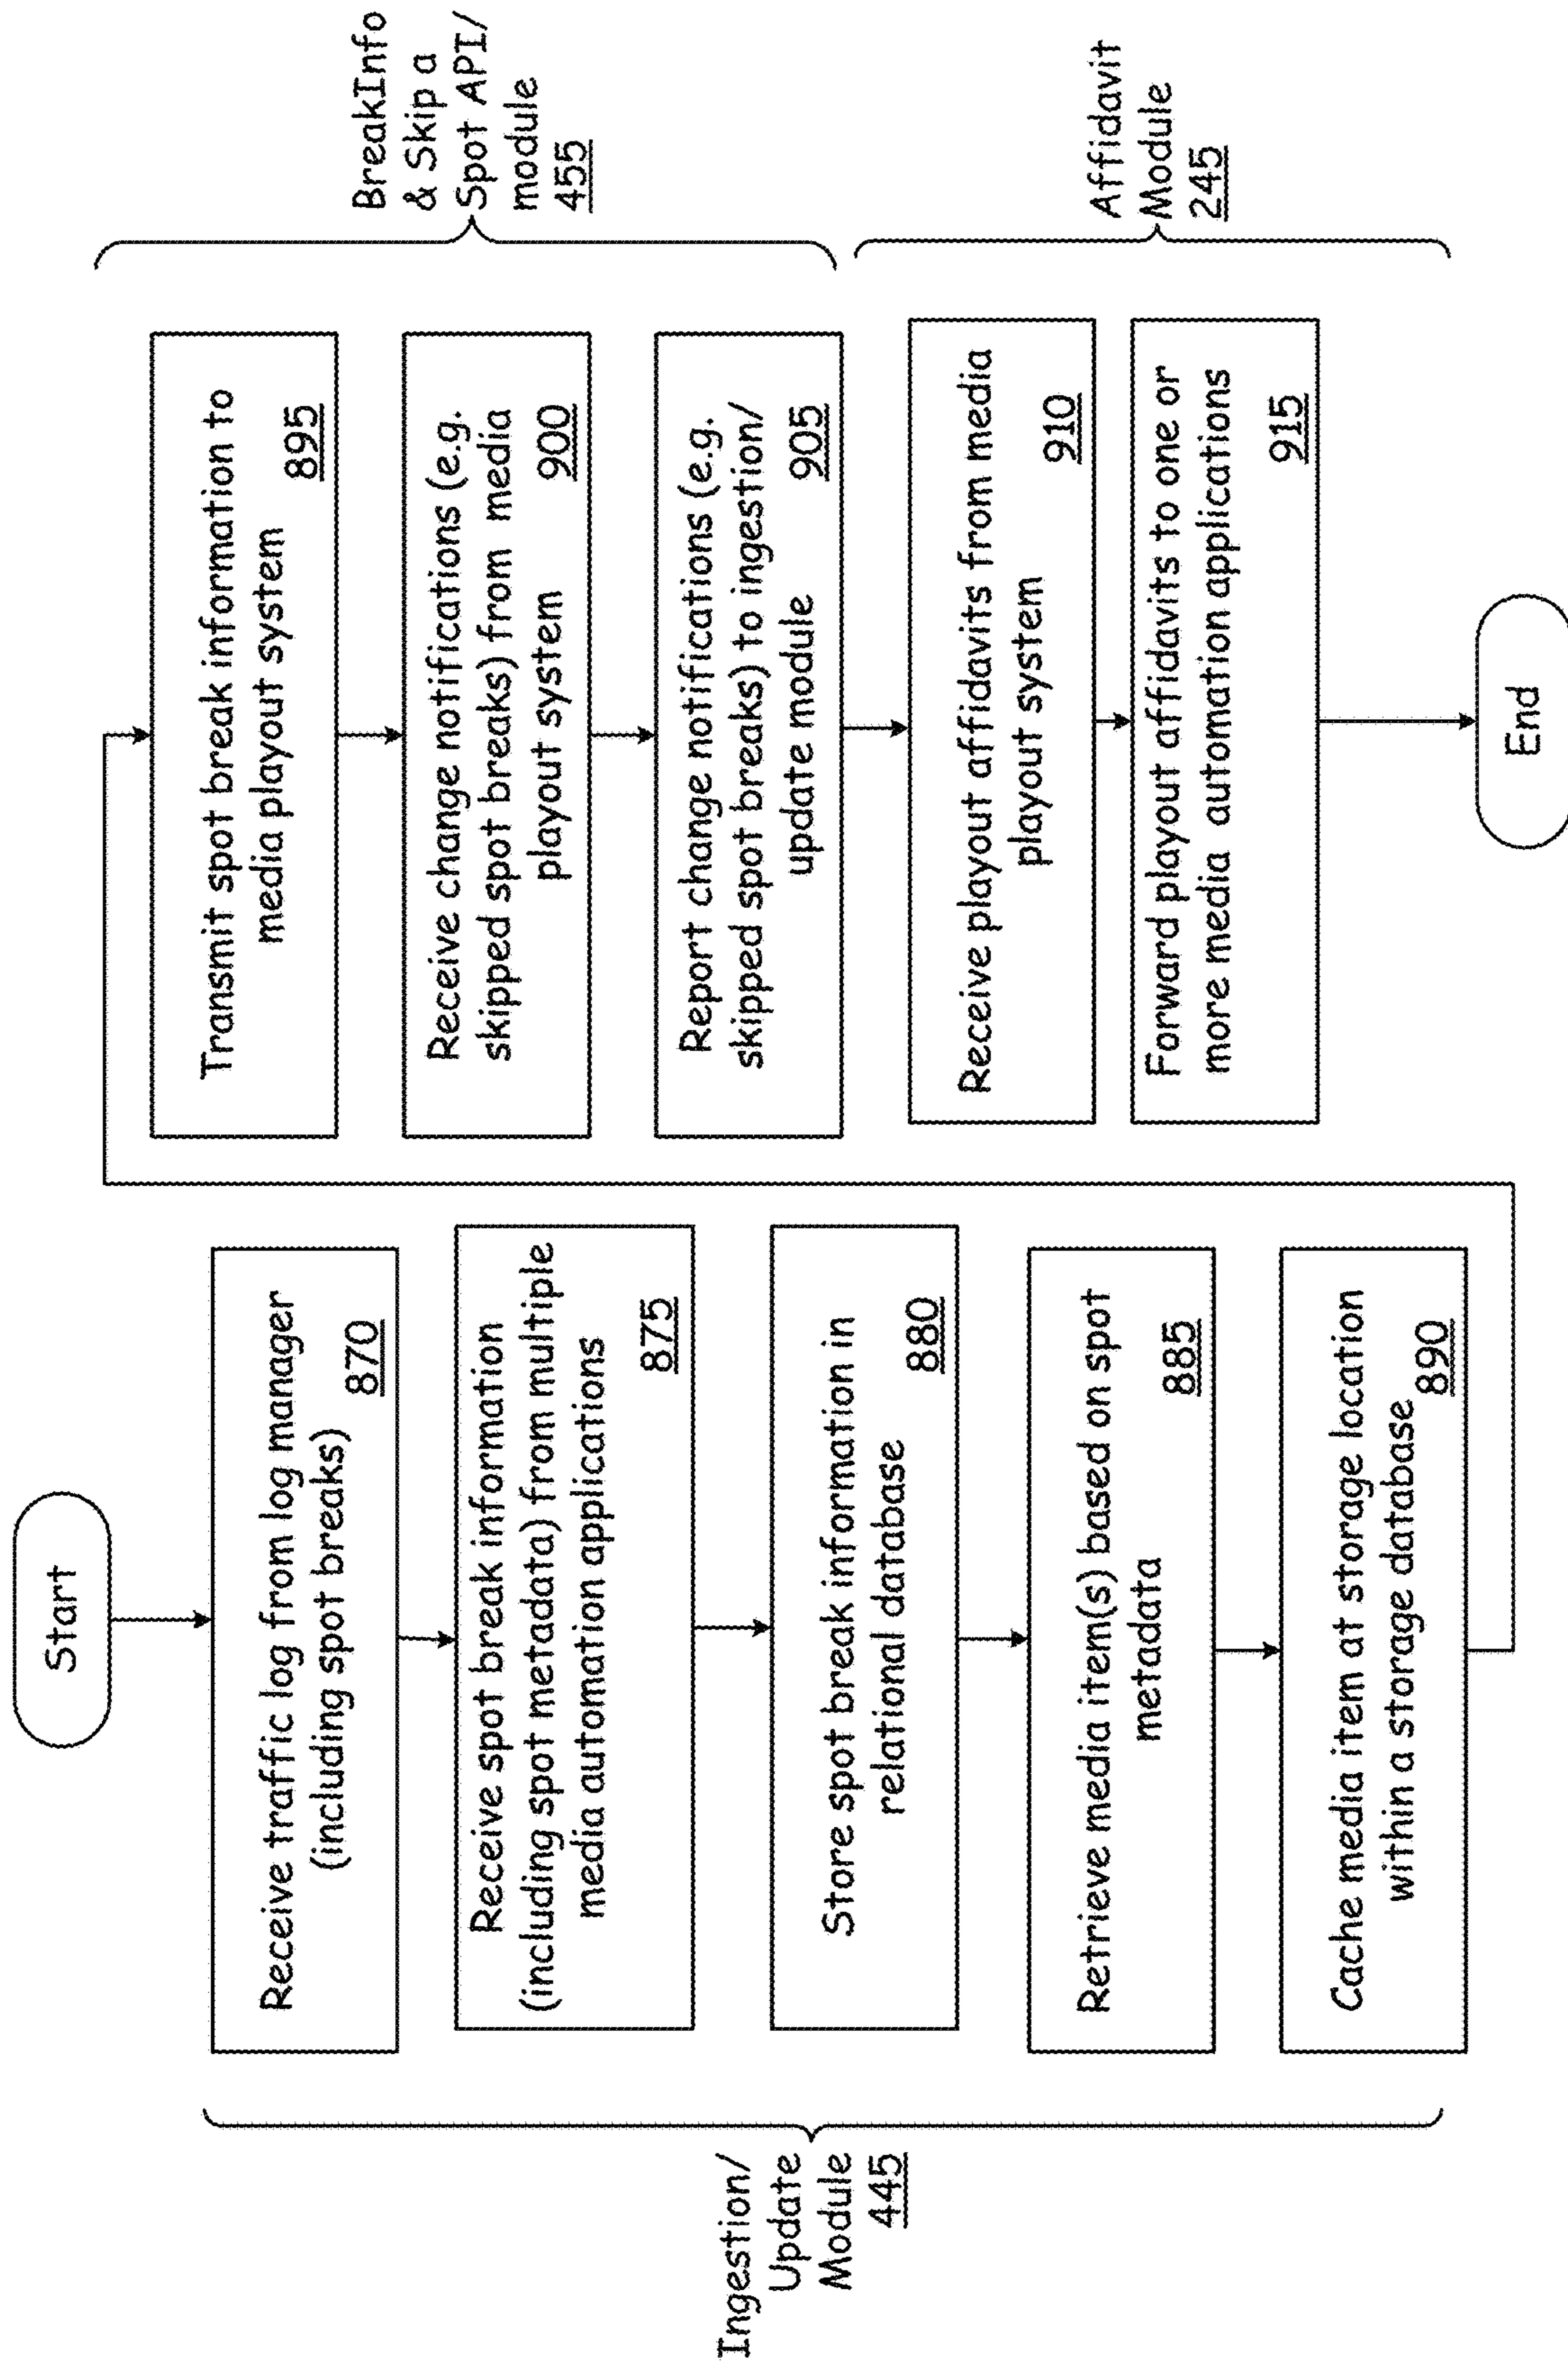 Start
Receive traffic log from log manager
(including spot breaks)
870
Receive spot break information
(including spot metadata) from multiple
media automation applications
875
Store spot break information in
relational database
880
Retrieve media item(s) based on spot
metadata
885
Cache media item at storage location
within a storage database
890
Ingestion/
Update
Module
445
Transmit spot break information to
media playout system
895
Receive change notifications (e.g.
skipped spot breaks) from media
playout system
900
Report change notifications (e.g.
skipped spot breaks) to ingestion/
update module
905
Receive playout affidavits from media
playout system
910
Forward playout affidavits to one or
more media automation applications
915
End
BreakInfo
& Skip a
Spot API/
module
455
Affidavit
Module
245